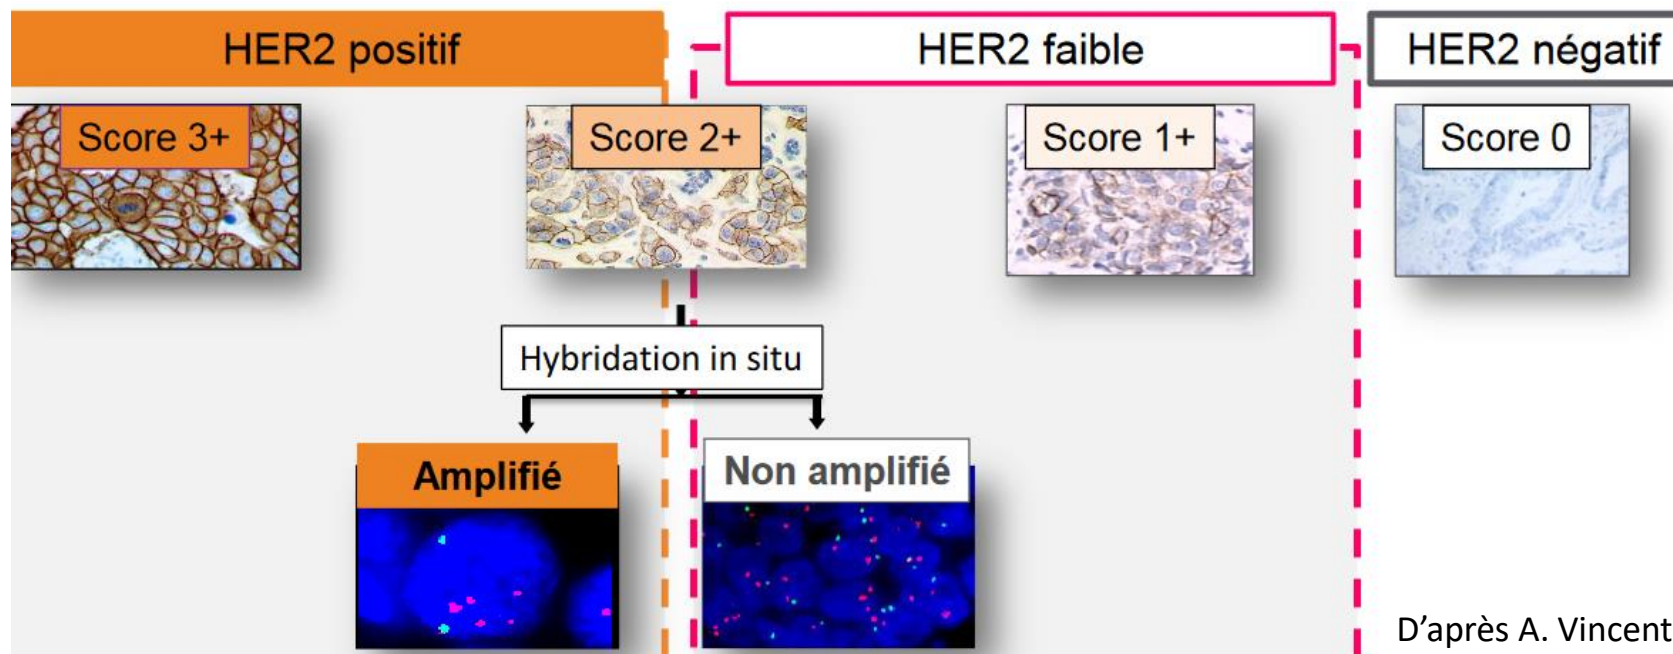 HER2 positif
HER2 faible
HER2 négatif
Score 3+
Score 2+
Score 1+
Score 0
Hybridation in situ
Amplifié
Non amplifié
D’après A. Vincent